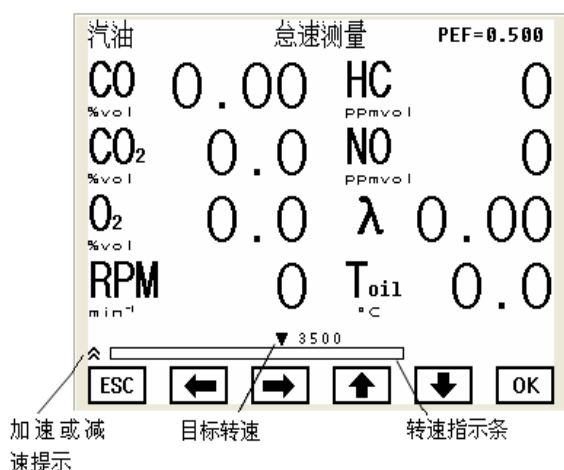 汽油 怠速测量 PEF=0.500
CO 0.00 HC 0
%vol ppmvol
CO₂ 0.0 NO 0
%vol ppmvol
O₂ 0.0 λ 0.00
%vol
RPM 0 Toil 0.0
min⁻¹ °C
▼ 3500
ESC ← → ↑ ↓ OK
加速或减 目标转速 转速指示条
速提示